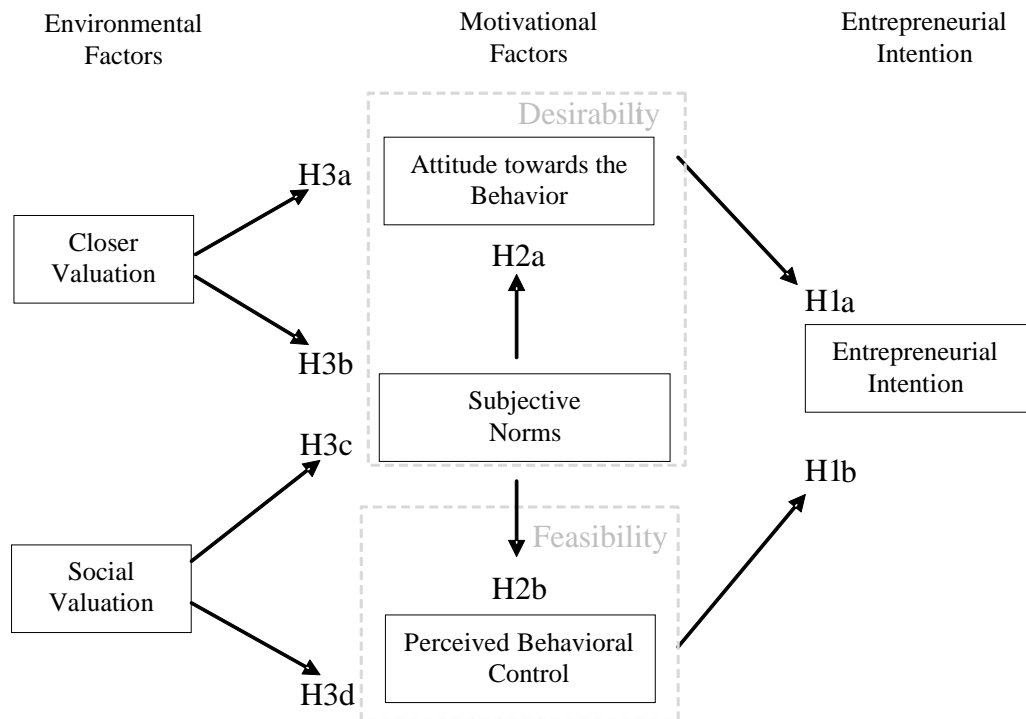 Environmental
Factors
Motivational
Factors
Entrepreneurial
Intention
Desirabilty
Attitude towards the
Behavior
H3a
Closer
Valuation
H2a
H1a
H3b
Entrepreneurial
Intention
Subjective
Norms
H3c
H1b
Feasibility
Social
Valuation
H2b
Perceived Behavioral
Control
H3d